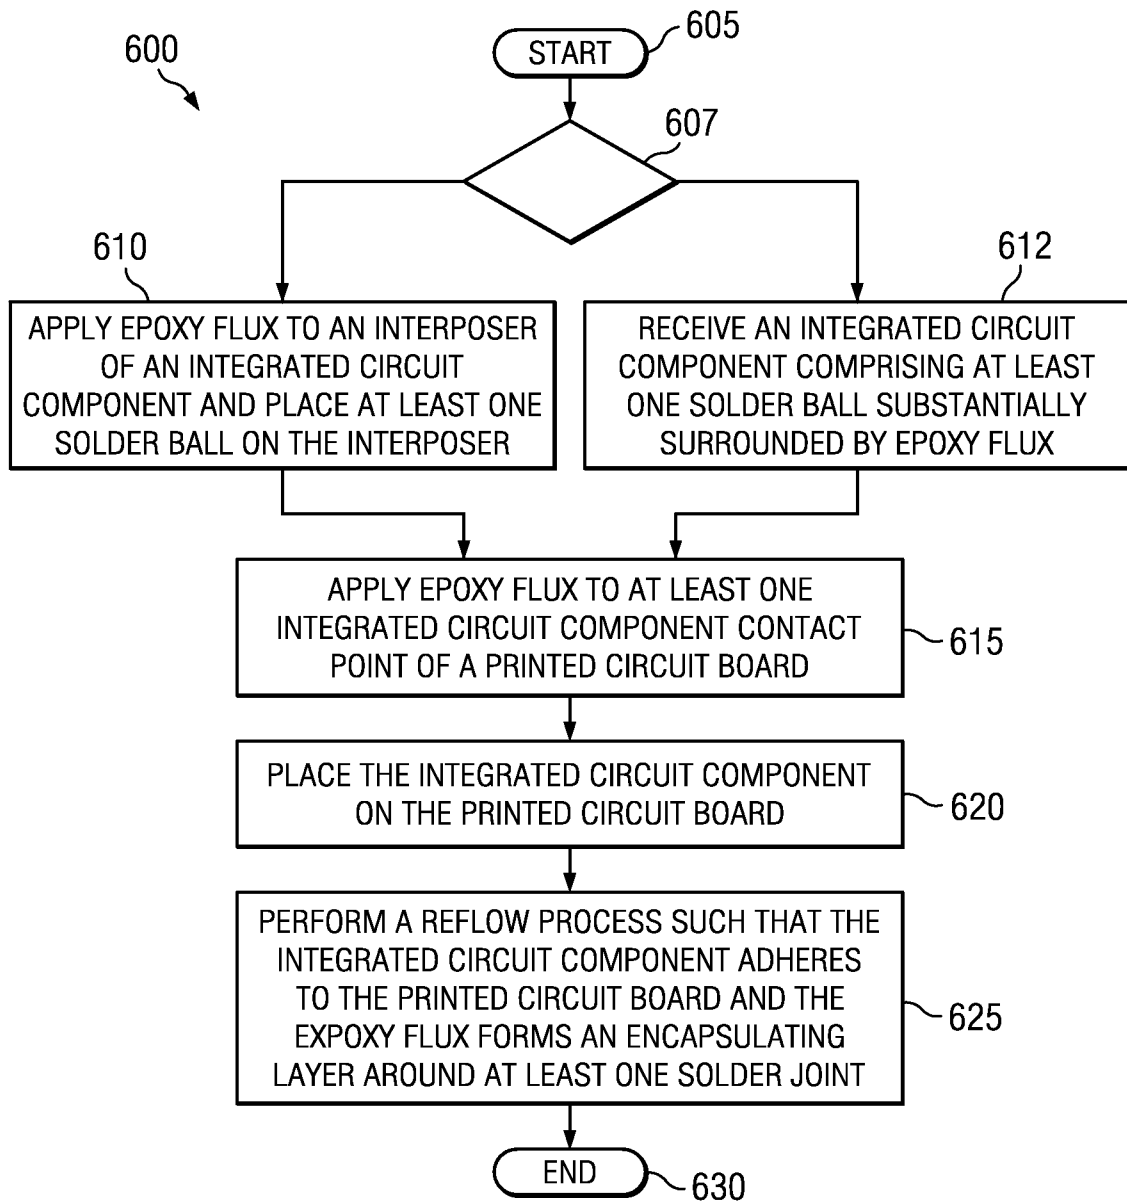 605
START
600
607
610
612
APPLY EPOXY FLUX TO AN INTERPOSER
OF AN INTEGRATED CIRCUIT
COMPONENT AND PLACE AT LEAST ONE
SOLDER BALL ON THE INTERPOSER
RECEIVE AN INTEGRATED CIRCUIT
COMPONENT COMPRISING AT LEAST
ONE SOLDER BALL SUBSTANTIALLY
SURROUNDED BY EPOXY FLUX
APPLY EPOXY FLUX TO AT LEAST ONE
INTEGRATED CIRCUIT COMPONENT CONTACT
POINT OF A PRINTED CIRCUIT BOARD
615
PLACE THE INTEGRATED CIRCUIT COMPONENT
ON THE PRINTED CIRCUIT BOARD
620
PERFORM A REFLOW PROCESS SUCH THAT THE
INTEGRATED CIRCUIT COMPONENT ADHERES
TO THE PRINTED CIRCUIT BOARD AND THE
EXPOXY FLUX FORMS AN ENCAPSULATING
LAYER AROUND AT LEAST ONE SOLDER JOINT
625
END
630